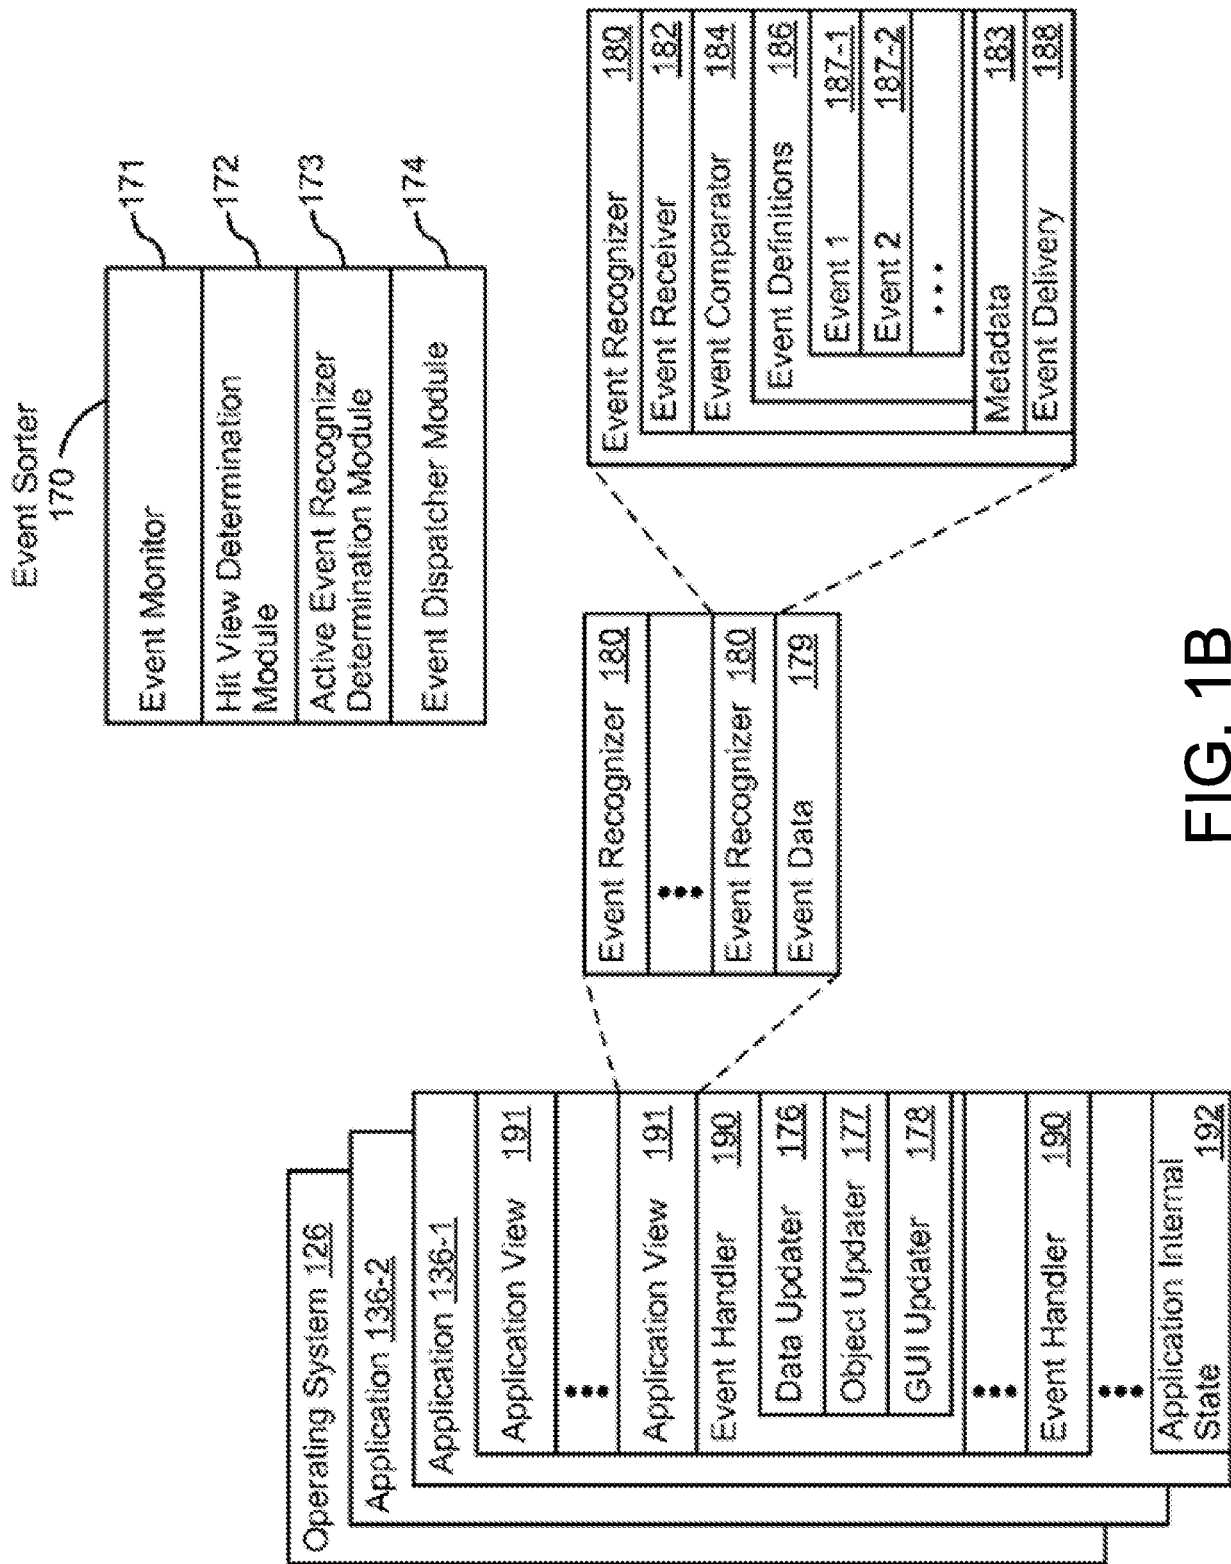 Event Sorter
170
Event Monitor
171
Hit View Determination
Module
172
Active Event Recognizer
Determination Module
173
Event Dispatcher Module
174
Operating System 126
Application 136-2
Application 136-1
Application View 191
•••
Application View 191
Event Handler 190
Data Updater 176
Object Updater 177
GUI Updater 178
•••
Event Handler 190
•••
Application Internal
State 192
Event Recognizer 180
•••
Event Recognizer 180
Event Data 179
Event Recognizer 180
Event Receiver 182
Event Comparator 184
Event Definitions 186
Event 1 187-1
Event 2 187-2
•••
Metadata 183
Event Delivery 188
FIG. 1B